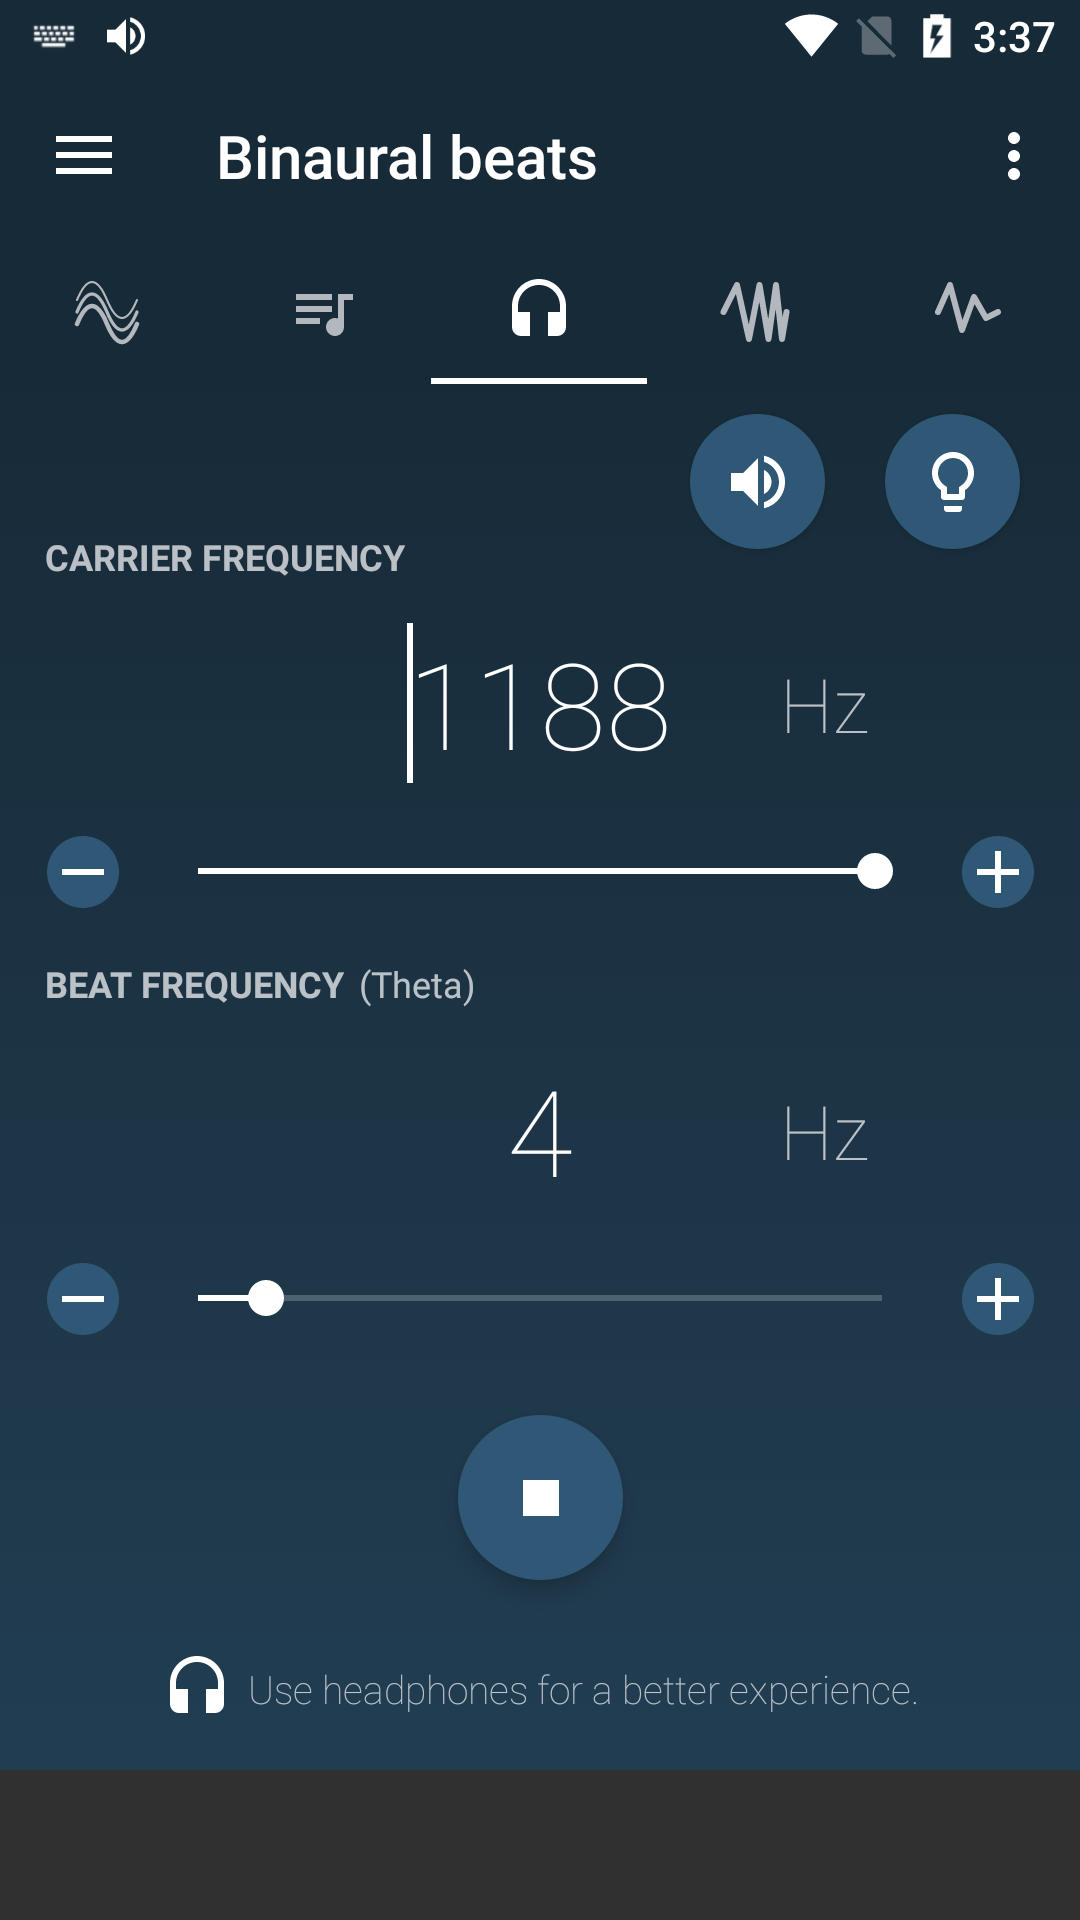 3:37
Binaural beats
CARRIER FREQUENCY
1188 Hz
BEAT FREQUENCY (Theta)
4 Hz
Use headphones for a better experience.